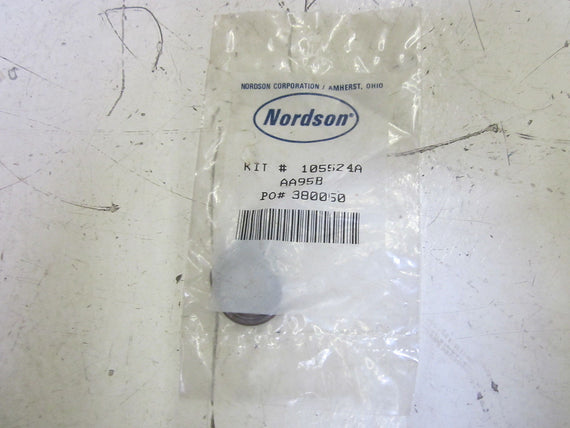 NORDSON CORPORATION / AMHERST, OHIO
Nordson®
KIT # 105524A
AA95B
PO# 380050